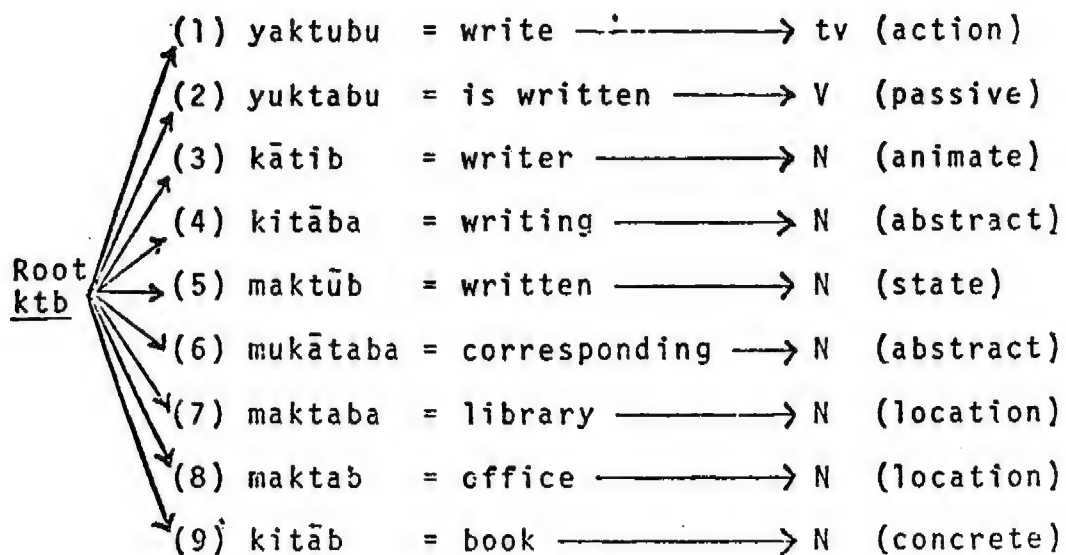 (1) yaktubu = write → tv (action)
(2) yuktabu = is written → V (passive)
(3) kātib = writer → N (animate)
(4) kitāba = writing → N (abstract)
Root
ktb
(5) maktūb = written → N (state)
(6) mukātaba = corresponding → N (abstract)
(7) maktaba = library → N (location)
(8) maktab = office → N (location)
(9) kitāb = book → N (concrete)